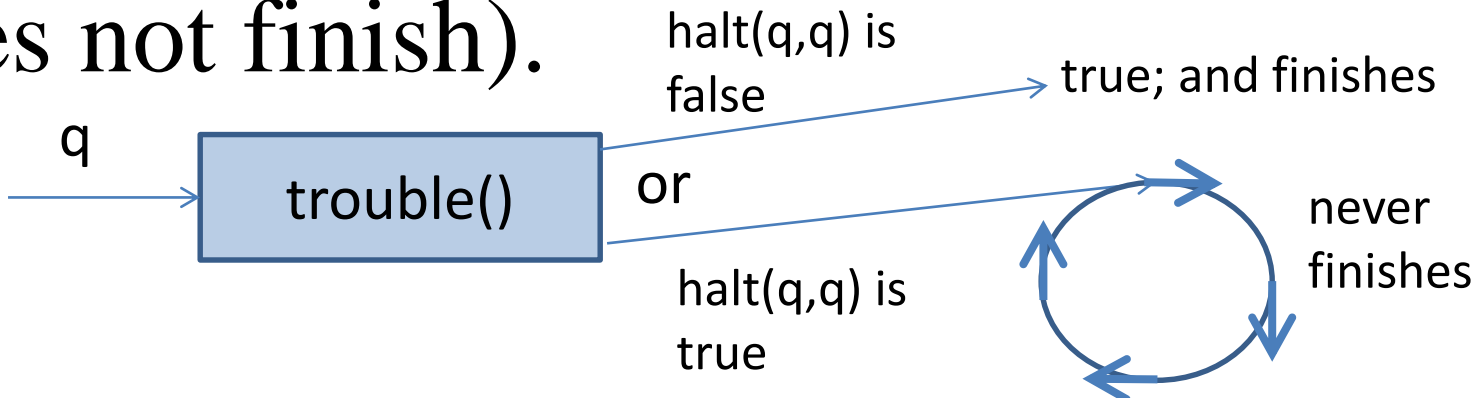 es not finish).
halt(q,q) is
false
true; and finishes
q
trouble()
or
never
finishes
halt(q,q) is
true